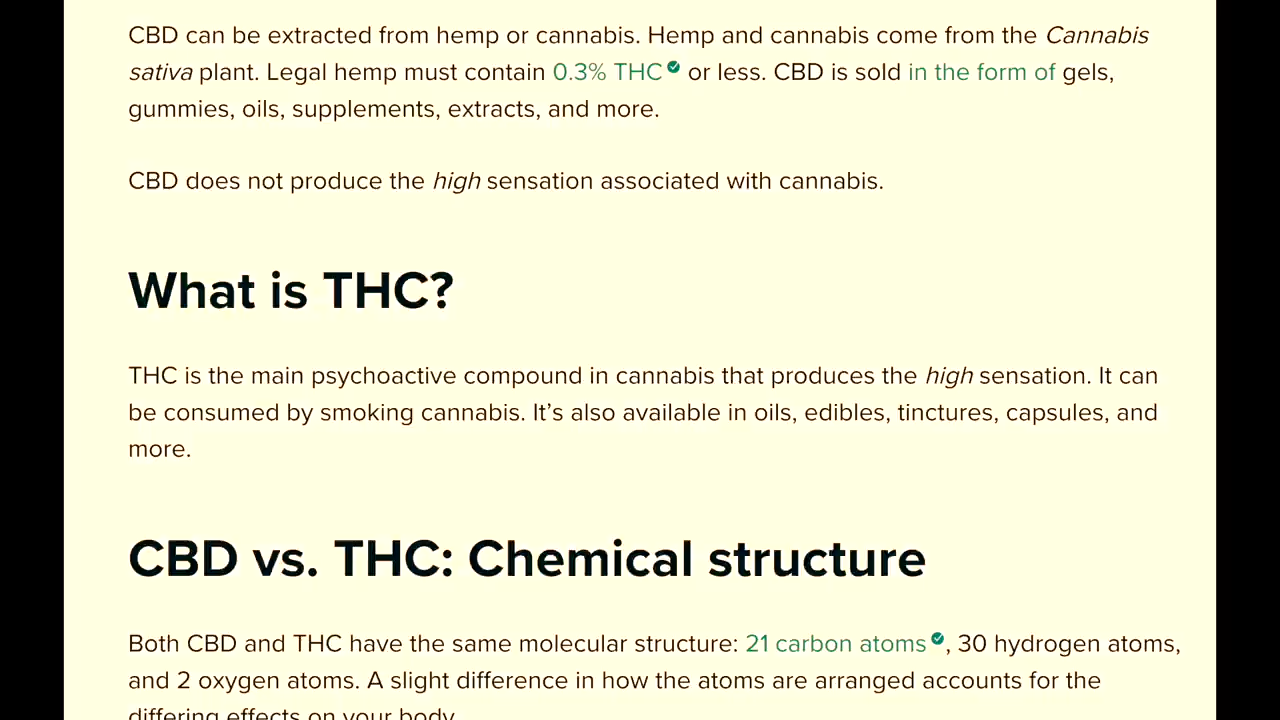 CBD can be extracted from hemp or cannabis. Hemp and cannabis come from the Cannabis
sativa plant. Legal hemp must contain 0.3% THC or less. CBD is sold in the form of gels,
gummies, oils, supplements, extracts, and more.
CBD does not produce the high sensation associated with cannabis.
What is THC?
THC is the main psychoactive compound in cannabis that produces the high sensation. It can
be consumed by smoking cannabis. It’s also available in oils, edibles, tinctures, capsules, and
more.
CBD vs. THC: Chemical structure
Both CBD and THC have the same molecular structure: 21 carbon atoms, 30 hydrogen atoms,
and 2 oxygen atoms. A slight difference in how the atoms are arranged accounts for the
differing effects on your body.